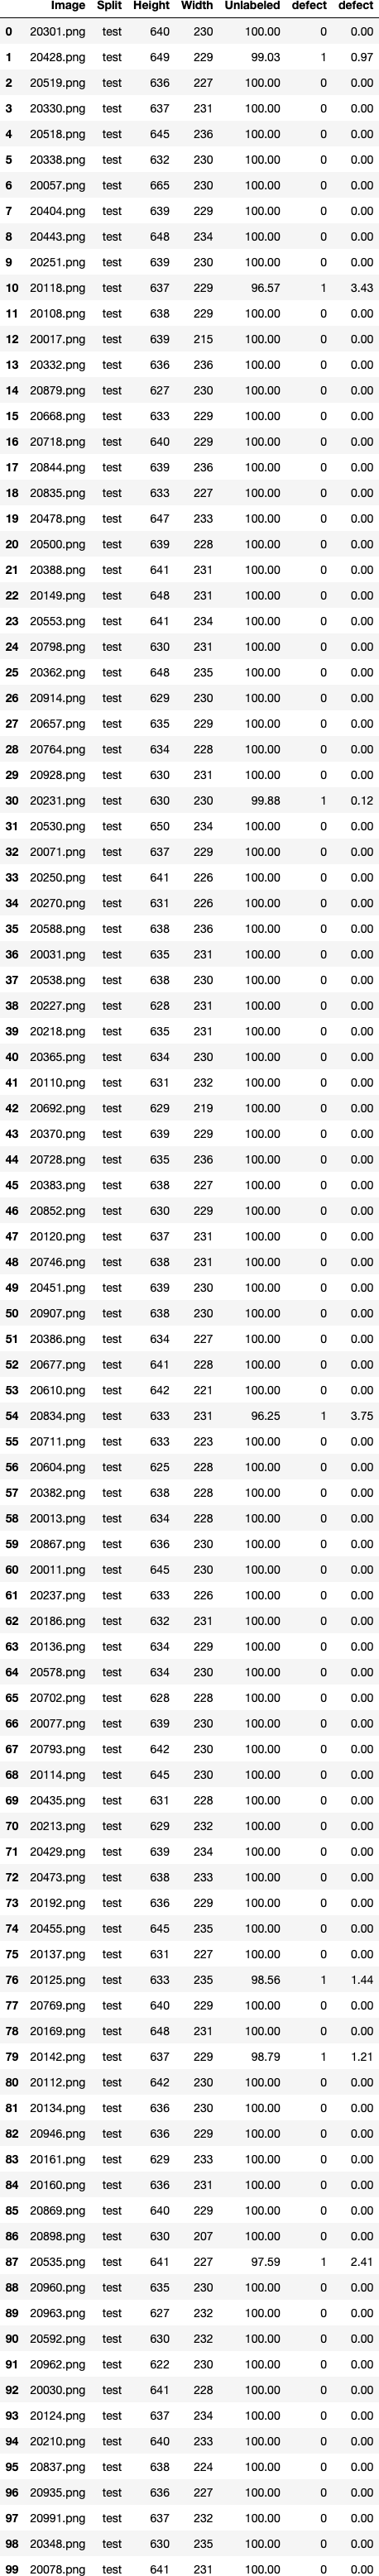 Image Split Height Width Unlabeled defect defect
0 20301.png test 640 230 100.00 0 0.00
1 20428.png test 649 229 99.03 1 0.97
2 20519.png test 636 227 100.00 0 0.00
3 20330.png test 637 231 100.00 0 0.00
4 20518.png test 645 236 100.00 0 0.00
5 20338.png test 632 230 100.00 0 0.00
6 20057.png test 665 230 100.00 0 0.00
7 20404.png test 639 229 100.00 0 0.00
8 20443.png test 648 234 100.00 0 0.00
9 20251.png test 639 230 100.00 0 0.00
10 20118.png test 637 229 96.57 1 3.43
11 20108.png test 638 229 100.00 0 0.00
12 20017.png test 639 215 100.00 0 0.00
13 20332.png test 636 236 100.00 0 0.00
14 20879.png test 627 230 100.00 0 0.00
15 20668.png test 633 229 100.00 0 0.00
16 20718.png test 640 229 100.00 0 0.00
17 20844.png test 639 236 100.00 0 0.00
18 20835.png test 633 227 100.00 0 0.00
19 20478.png test 647 233 100.00 0 0.00
20 20500.png test 639 228 100.00 0 0.00
21 20388.png test 641 231 100.00 0 0.00
22 20149.png test 648 231 100.00 0 0.00
23 20553.png test 641 234 100.00 0 0.00
24 20798.png test 630 231 100.00 0 0.00
25 20362.png test 648 235 100.00 0 0.00
26 20914.png test 629 230 100.00 0 0.00
27 20657.png test 635 229 100.00 0 0.00
28 20764.png test 634 228 100.00 0 0.00
29 20928.png test 630 231 100.00 0 0.00
30 20231.png test 630 230 99.88 1 0.12
31 20530.png test 650 234 100.00 0 0.00
32 20071.png test 637 229 100.00 0 0.00
33 20250.png test 641 226 100.00 0 0.00
34 20270.png test 631 226 100.00 0 0.00
35 20588.png test 638 236 100.00 0 0.00
36 20031.png test 635 231 100.00 0 0.00
37 20538.png test 638 230 100.00 0 0.00
38 20227.png test 628 231 100.00 0 0.00
39 20218.png test 635 231 100.00 0 0.00
40 20365.png test 634 230 100.00 0 0.00
41 20110.png test 631 232 100.00 0 0.00
42 20692.png test 629 219 100.00 0 0.00
43 20370.png test 639 229 100.00 0 0.00
44 20728.png test 635 236 100.00 0 0.00
45 20383.png test 638 227 100.00 0 0.00
46 20852.png test 630 229 100.00 0 0.00
47 20120.png test 637 231 100.00 0 0.00
48 20746.png test 638 231 100.00 0 0.00
49 20451.png test 639 230 100.00 0 0.00
50 20907.png test 638 230 100.00 0 0.00
51 20386.png test 634 227 100.00 0 0.00
52 20677.png test 641 228 100.00 0 0.00
53 20610.png test 642 221 100.00 0 0.00
54 20834.png test 633 231 96.25 1 3.75
55 20711.png test 633 223 100.00 0 0.00
56 20604.png test 625 228 100.00 0 0.00
57 20382.png test 638 228 100.00 0 0.00
58 20013.png test 634 228 100.00 0 0.00
59 20867.png test 636 230 100.00 0 0.00
60 20011.png test 645 230 100.00 0 0.00
61 20237.png test 633 226 100.00 0 0.00
62 20186.png test 632 231 100.00 0 0.00
63 20136.png test 634 229 100.00 0 0.00
64 20578.png test 634 230 100.00 0 0.00
65 20702.png test 628 228 100.00 0 0.00
66 20077.png test 639 230 100.00 0 0.00
67 20793.png test 642 230 100.00 0 0.00
68 20114.png test 645 230 100.00 0 0.00
69 20435.png test 631 228 100.00 0 0.00
70 20213.png test 629 232 100.00 0 0.00
71 20429.png test 639 234 100.00 0 0.00
72 20473.png test 638 233 100.00 0 0.00
73 20192.png test 636 229 100.00 0 0.00
74 20455.png test 645 235 100.00 0 0.00
75 20137.png test 631 227 100.00 0 0.00
76 20125.png test 633 235 98.56 1 1.44
77 20769.png test 640 229 100.00 0 0.00
78 20169.png test 648 231 100.00 0 0.00
79 20142.png test 637 229 98.79 1 1.21
80 20112.png test 642 230 100.00 0 0.00
81 20134.png test 636 230 100.00 0 0.00
82 20946.png test 636 229 100.00 0 0.00
83 20161.png test 629 233 100.00 0 0.00
84 20160.png test 636 231 100.00 0 0.00
85 20869.png test 640 229 100.00 0 0.00
86 20898.png test 630 207 100.00 0 0.00
87 20535.png test 641 227 97.59 1 2.41
88 20960.png test 635 230 100.00 0 0.00
89 20963.png test 627 232 100.00 0 0.00
90 20592.png test 630 232 100.00 0 0.00
91 20962.png test 622 230 100.00 0 0.00
92 20030.png test 641 228 100.00 0 0.00
93 20124.png test 637 234 100.00 0 0.00
94 20210.png test 640 233 100.00 0 0.00
95 20837.png test 638 224 100.00 0 0.00
96 20935.png test 636 227 100.00 0 0.00
97 20991.png test 637 232 100.00 0 0.00
98 20348.png test 630 235 100.00 0 0.00
99 20078.png test 641 231 100.00 0 0.00